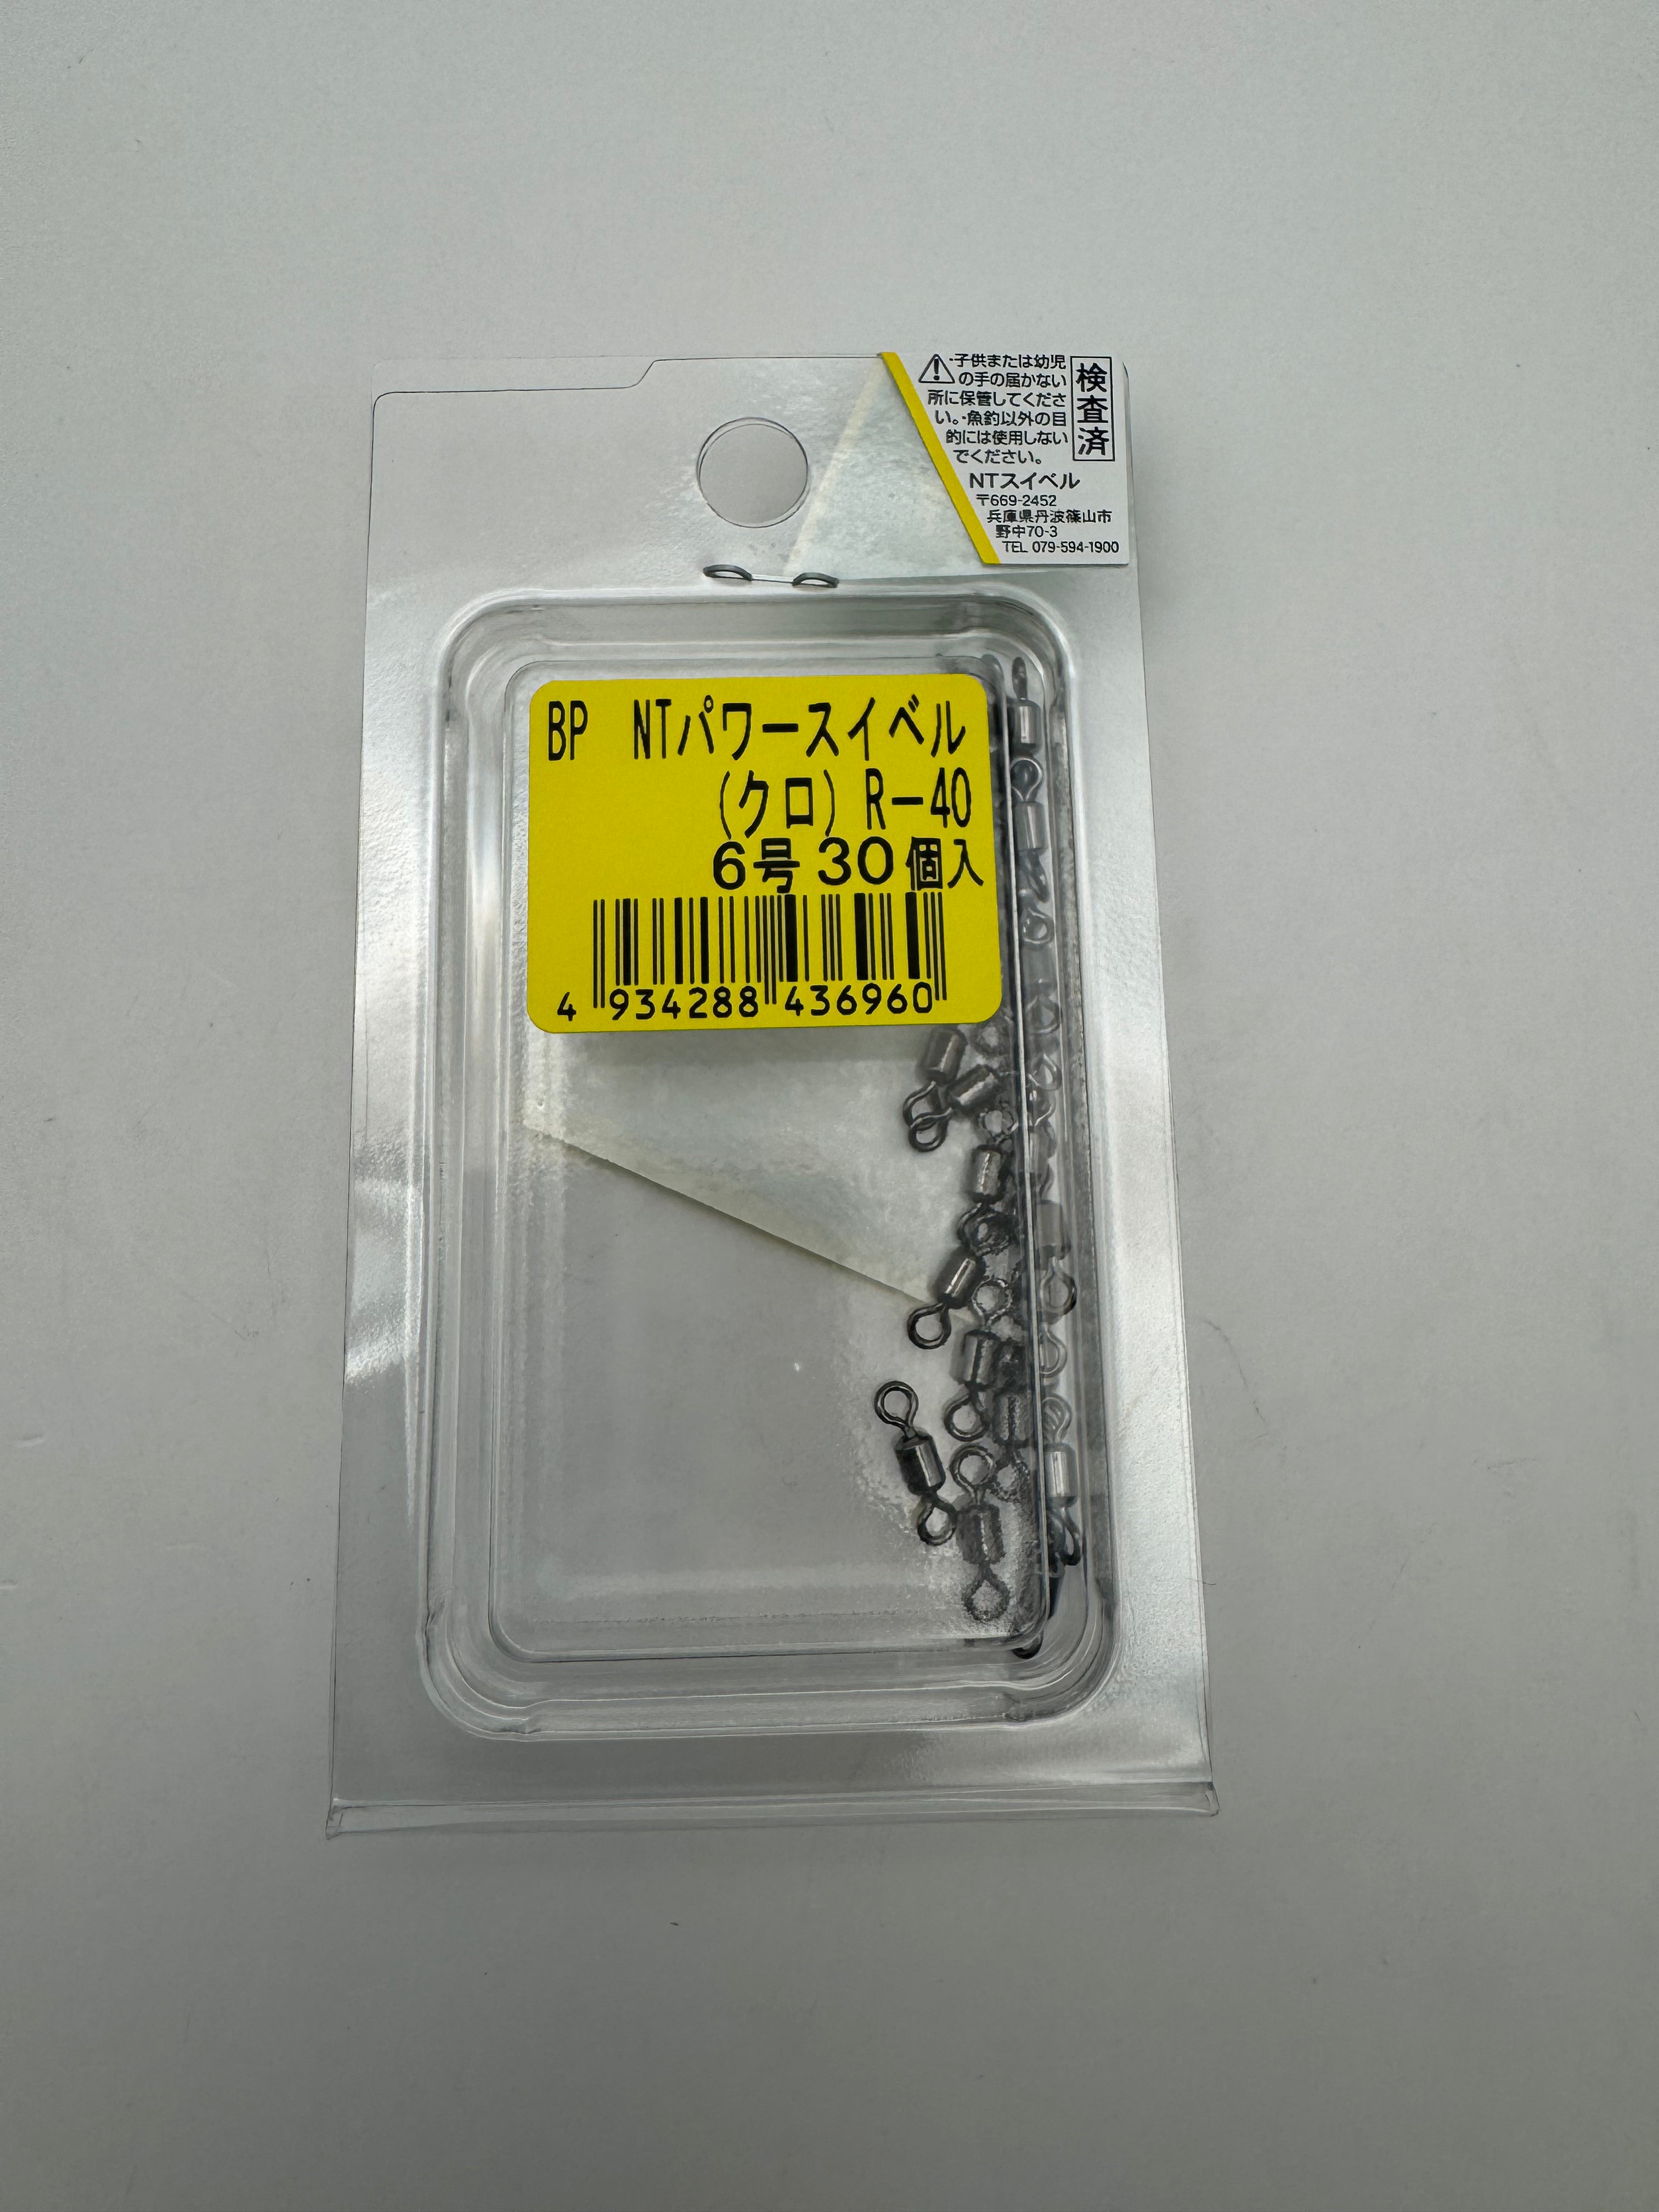 ・子供または幼児
の手の届かない
所に保管してくださ
い。・魚釣以外の目
的には使用しない
でください。
検査済
NTスイベル
〒669-2452
兵庫県丹波篠山市
野中70-3
TEL 079-594-1900
BP NTパワースイベル
(クロ) R-40
6号 30個入
4 934288 436960